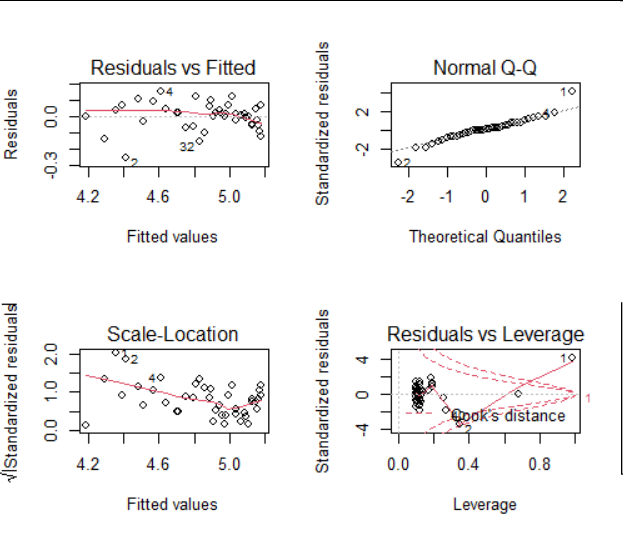 Residuals vs Fitted
Residuals
0.0
-0.3
4
32
2
4.2 4.6 5.0
Fitted values
Normal Q-Q
Standardized residuals
2
-2
1
4
2
-2 -1 0 1 2
Theoretical Quantiles
Scale-Location
√|Standardized residuals|
2.0
1.0
0.0
1
2
4
4.2 4.6 5.0
Fitted values
Residuals vs Leverage
Standardized residuals
4
0
-4
1
1
Cook's distance
2
0.0 0.4 0.8
Leverage